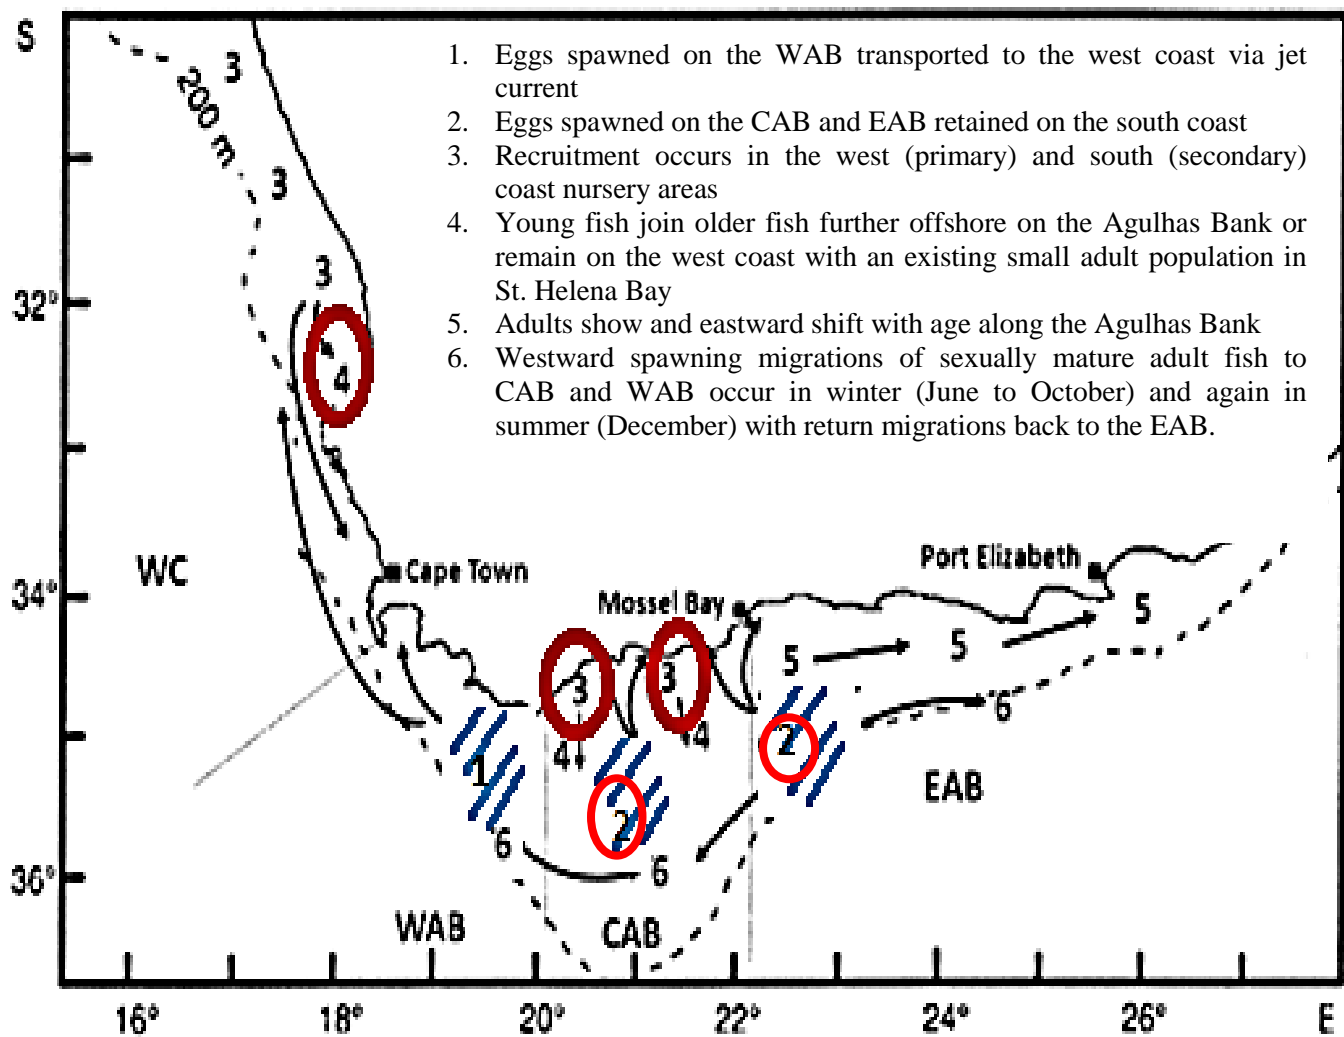 S
1. Eggs spawned on the WAB transported to the west coast via jet
current
2. Eggs spawned on the CAB and EAB retained on the south coast
3. Recruitment occurs in the west (primary) and south (secondary)
coast nursery areas
4. Young fish join older fish further offshore on the Agulhas Bank or
remain on the west coast with an existing small adult population in
St. Helena Bay
5. Adults show and eastward shift with age along the Agulhas Bank
6. Westward spawning migrations of sexually mature adult fish to
CAB and WAB occur in winter (June to October) and again in
summer (December) with return migrations back to the EAB.
3
200 m
3
3
32°
4
WC
Cape Town
Port Elizabeth
34°
Mossel Bay
5
5
5
3
3
6
4
4
2
1
2
EAB
6
6
36°
WAB
CAB
16°
18°
20°
22°
24°
26°
E